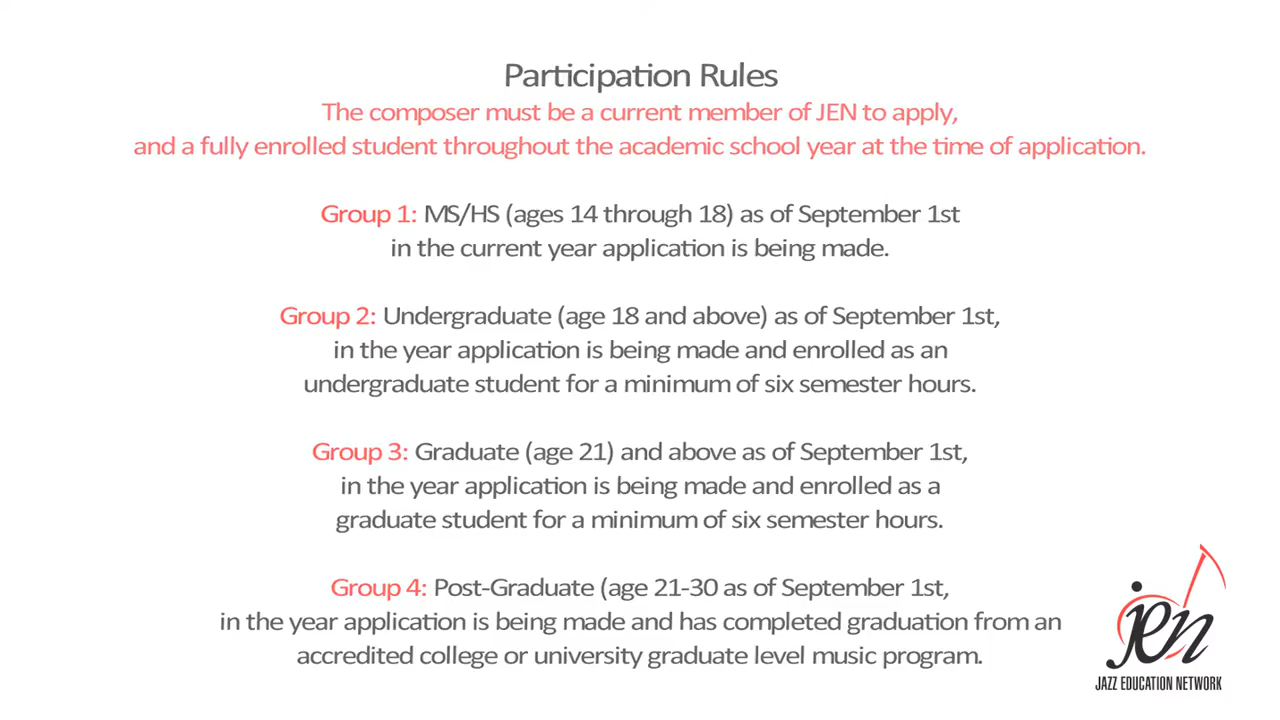 Participation Rules
The composer must be a current member of JEN to apply,
and a fully enrolled student throughout the academic school year at the time of application.
Group 1: MS/HS (ages 14 through 18) as of September 1st
in the current year application is being made.
Group 2: Undergraduate (age 18 and above) as of September 1st,
in the year application is being made and enrolled as an
undergraduate student for a minimum of six semester hours.
Group 3: Graduate (age 21) and above as of September 1st,
in the year application is being made and enrolled as a
graduate student for a minimum of six semester hours.
Group 4: Post-Graduate (age 21-30 as of September 1st,
in the year application is being made and has completed graduation from an
accredited college or university graduate level music program.
jen
JAZZ EDUCATION NETWORK